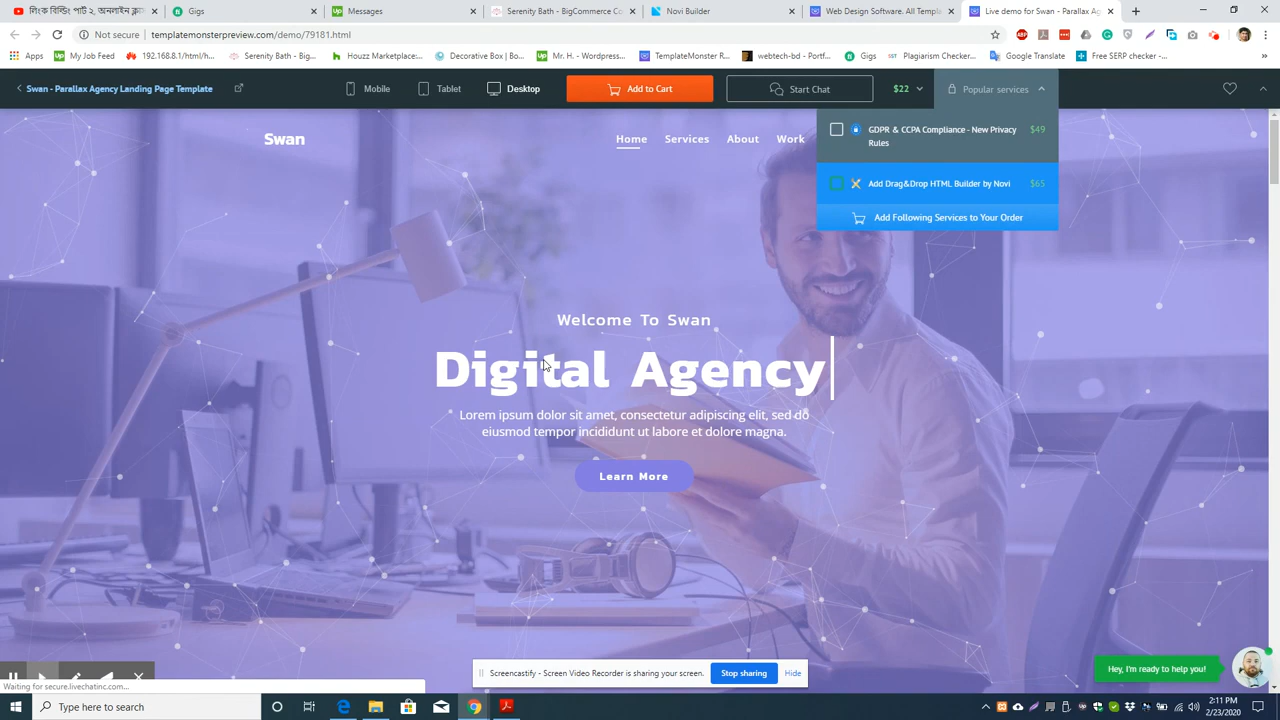 Gigs
Messages
Serenity Bath - BigCommerce Co
Novi Builder
Web Design Software. All Templat
Live demo for Swan - Parallax Ag
Not secure
templatemonsterpreview.com/demo/79181.html
Apps
My Job Feed
192.168.8.1/html/h...
Serenity Bath - Big...
Houzz Marketplace:...
Decorative Box | Et...
Mr. H. - Wordpress...
TemplateMonster R...
webtech-bd - Portf...
Gigs
Plagiarism Checker...
Google Translate
Free SERP checker -...
Swan - Parallax Agency Landing Page Template
Mobile
Tablet
Desktop
Add to Cart
Start Chat
$22
Popular services
GDPR & CCPA Compliance - New Privacy
Rules
$49
Add Drag&Drop HTML Builder by Novi
$65
Add Following Services to Your Order
Swan
Home
Services
About
Work
Welcome To Swan
Digital Agency
Lorem ipsum dolor sit amet, consectetur adipiscing elit, sed do
eiusmod tempor incididunt ut labore et dolore magna.
Learn More
Hey, I'm ready to help you!
Screencastify - Screen Video Recorder is sharing your screen.
Stop sharing
Hide
Waiting for secure.livechatinc.com...
Type here to search
2:11 PM
2/23/2020